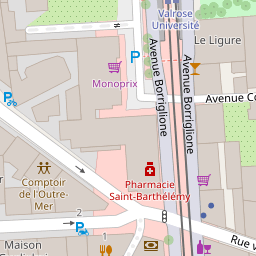 Valrose
Université
Le Ligure
Monoprix
Avenue Borriglione
Avenue Borriglione
Avenue Co
Comptoir
de l'Outre-
Mer
Pharmacie
Saint-Barthélémy
2
Rue v
Maison